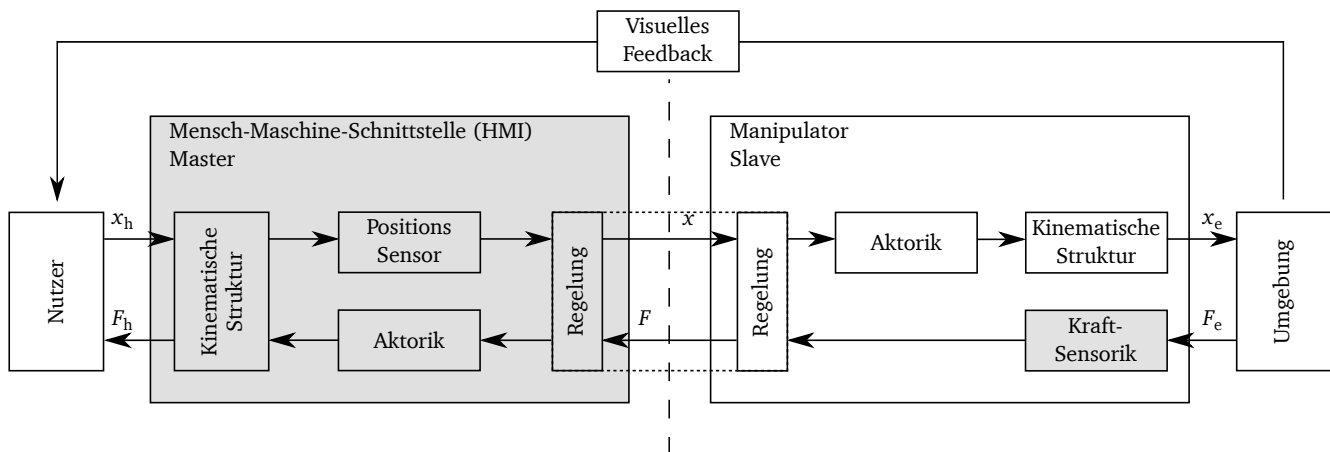 Visuelles
Feedback
Mensch-Maschine-Schnittstelle (HMI)
Master
Manipulator
Slave
Nutzer
x_h
F_h
Kinematische
Struktur
Positions
Sensor
Aktorik
Regelung
x
F
Regelung
Aktorik
Kinematische
Struktur
Kraft-
Sensorik
x_e
F_e
Umgebung